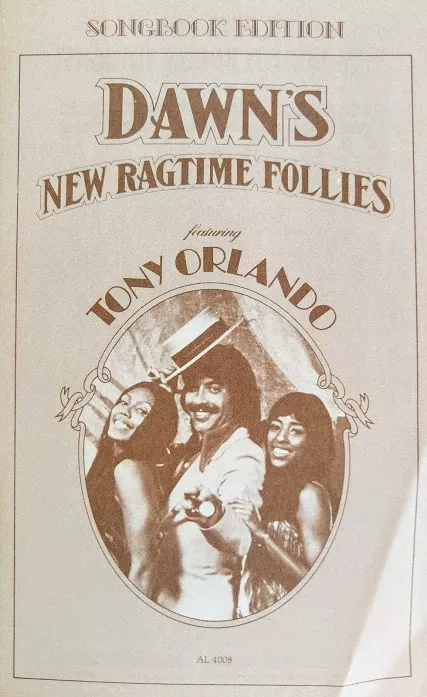 SONGBOOK EDITION
DAWN'S
NEW RAGTIME FOLLIES
featuring
TONY ORLANDO
AL 4008